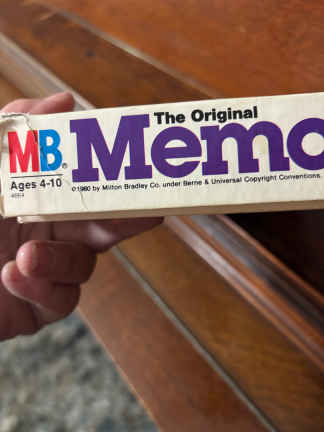 The Original
MB® Memo
Ages 4-10
©1980 by Milton Bradley Co. under Berne & Universal Copyright Conventions.